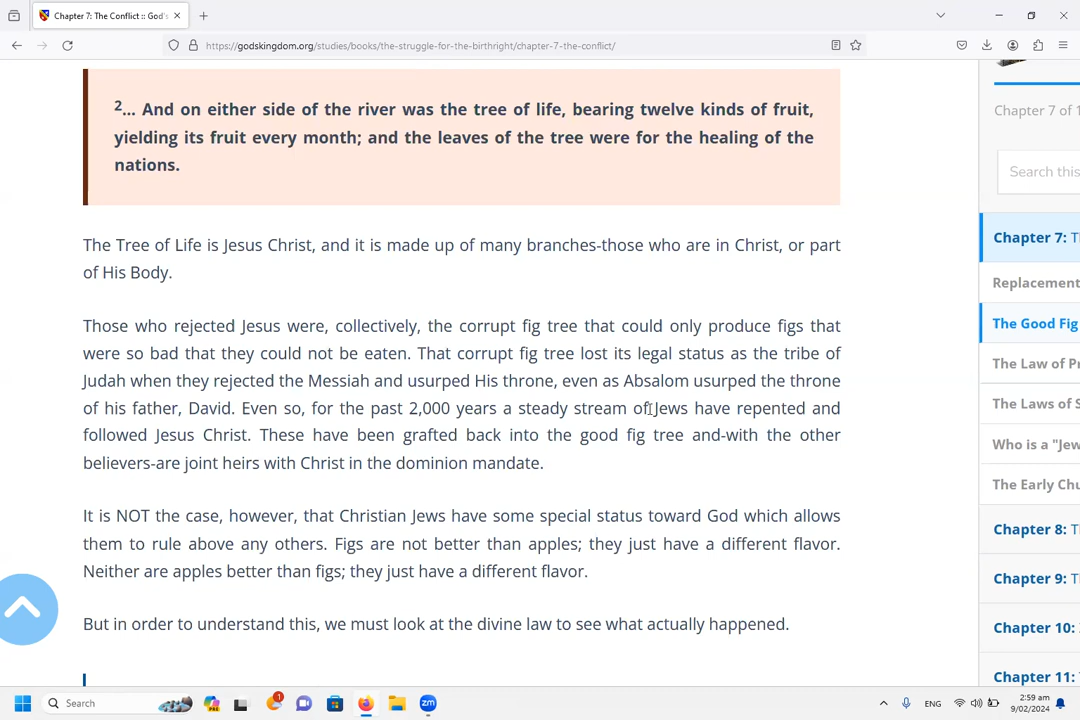 Chapter 7: The Conflict :: God's
https://godskingdom.org/studies/books/the-struggle-for-the-birthright/chapter-7-the-conflict/
2... And on either side of the river was the tree of life, bearing twelve kinds of fruit,
yielding its fruit every month; and the leaves of the tree were for the healing of the
nations.
The Tree of Life is Jesus Christ, and it is made up of many branches-those who are in Christ, or part
of His Body.
Those who rejected Jesus were, collectively, the corrupt fig tree that could only produce figs that
were so bad that they could not be eaten. That corrupt fig tree lost its legal status as the tribe of
Judah when they rejected the Messiah and usurped His throne, even as Absalom usurped the throne
of his father, David. Even so, for the past 2,000 years a steady stream of Jews have repented and
followed Jesus Christ. These have been grafted back into the good fig tree and-with the other
believers-are joint heirs with Christ in the dominion mandate.
It is NOT the case, however, that Christian Jews have some special status toward God which allows
them to rule above any others. Figs are not better than apples; they just have a different flavor.
Neither are apples better than figs; they just have a different flavor.
But in order to understand this, we must look at the divine law to see what actually happened.
Chapter 7 of 1
Search this
Chapter 7: T
Replacement
The Good Fig
The Law of P
The Laws of S
Who is a "Jew
The Early Chu
Chapter 8: T
Chapter 9: T
Chapter 10:
Chapter 11:
Search
PRE
1
zm
ENG
2:59 am
9/02/2024